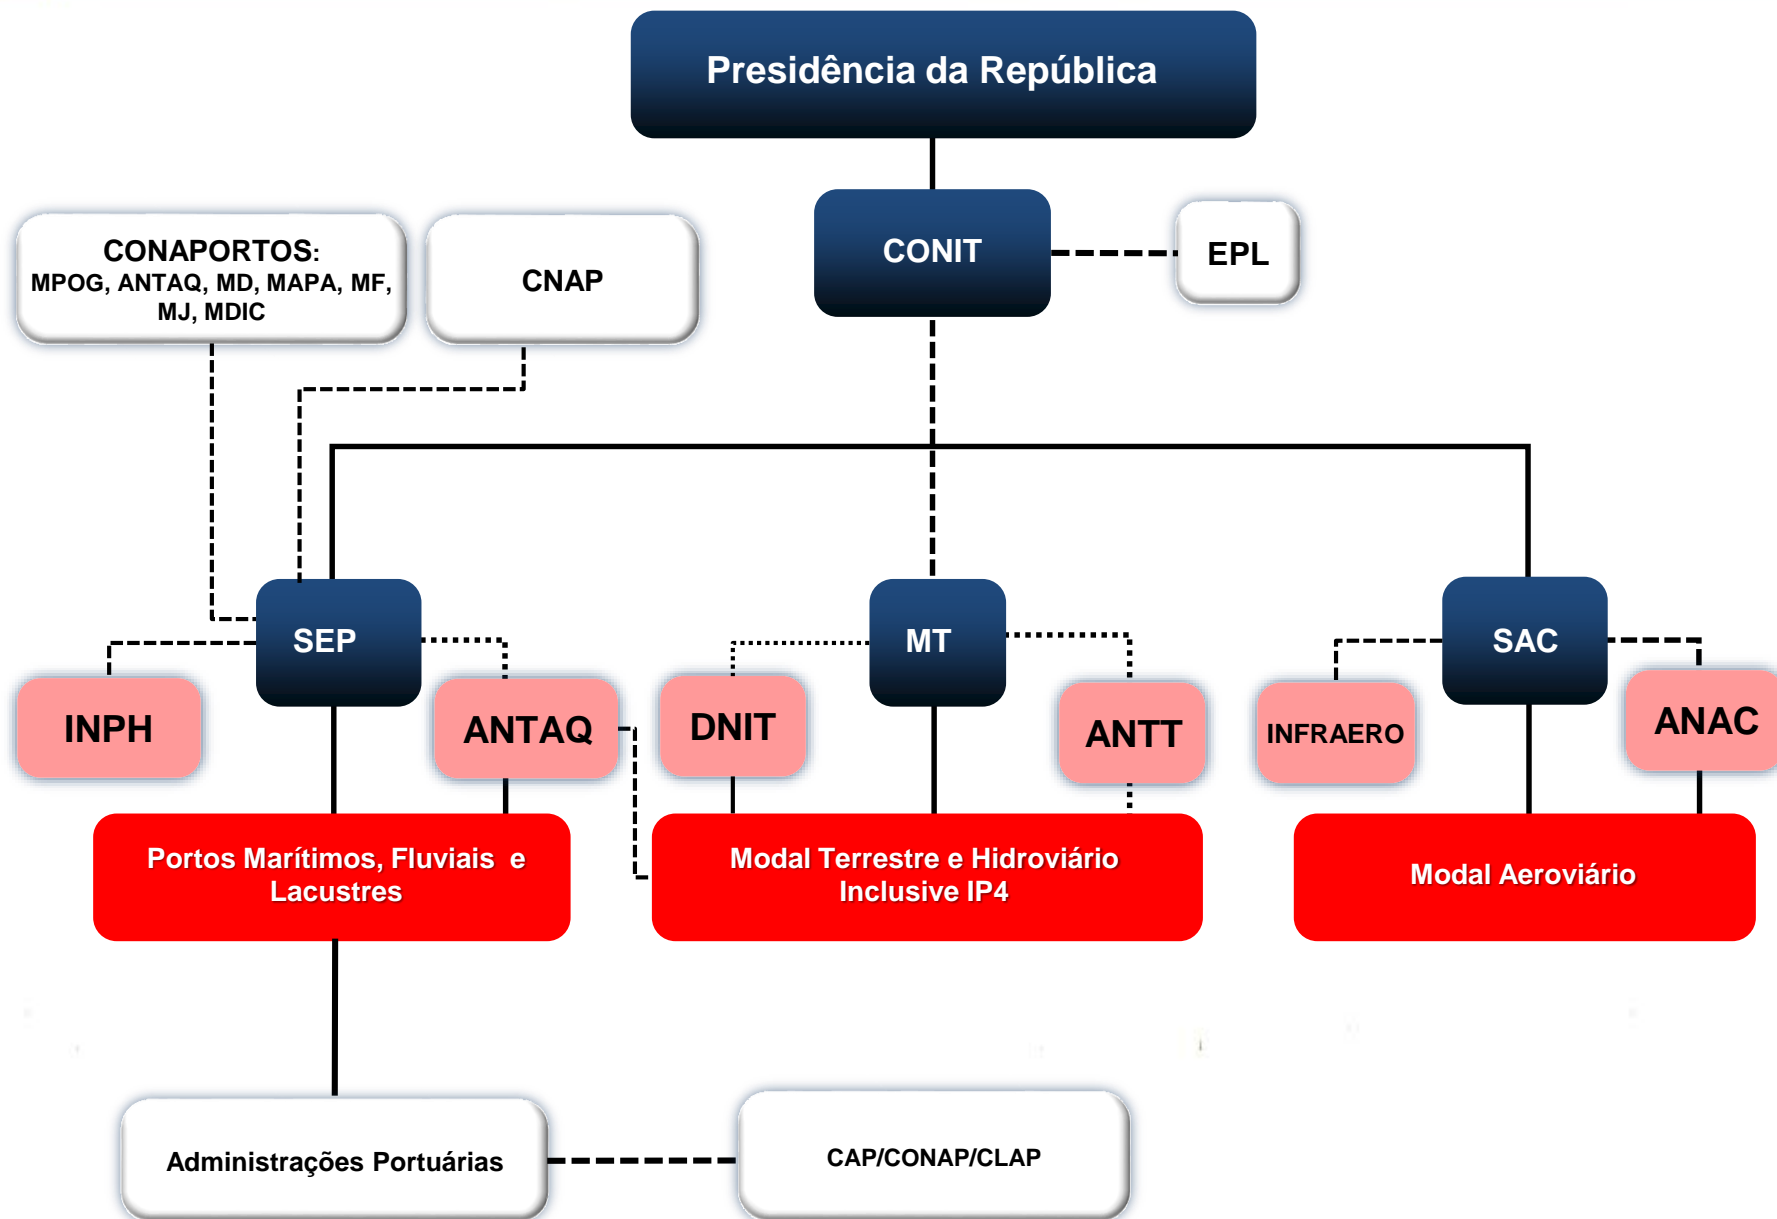 Presidência da República
CONAPORTOS:
MPOG, ANTAQ, MD, MAPA, MF,
MJ, MDIC
CNAP
CONIT
EPL
SEP
MT
SAC
INPH
ANTAQ
DNIT
ANTT
INFRAERO
ANAC
Portos Marítimos, Fluviais e
Lacustres
Modal Terrestre e Hidroviário
Inclusive IP4
Modal Aeroviário
Administrações Portuárias
CAP/CONAP/CLAP